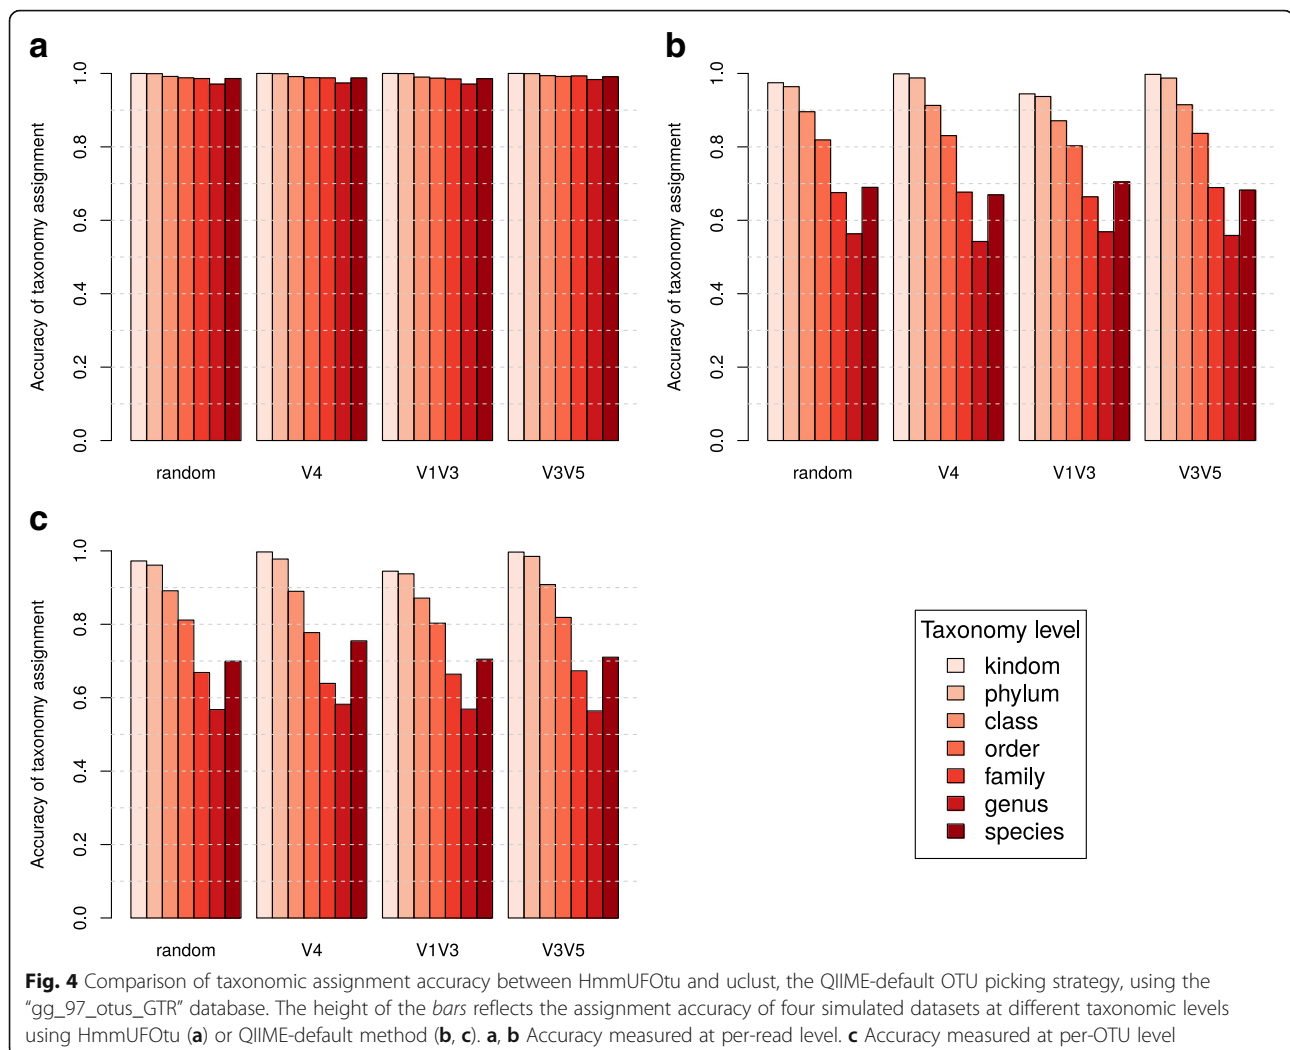 a
1.0
0.8
0.6
0.4
0.2
0.0
Accuracy of taxonomy assignment
random V4 V1V3 V3V5
b
1.0
0.8
0.6
0.4
0.2
0.0
Accuracy of taxonomy assignment
random V4 V1V3 V3V5
c
1.0
0.8
0.6
0.4
0.2
0.0
Accuracy of taxonomy assignment
random V4 V1V3 V3V5
Taxonomy level
kindom
phylum
class
order
family
genus
species
Fig. 4 Comparison of taxonomic assignment accuracy between HmmUFOtu and uclust, the QIIME-default OTU picking strategy, using the
“gg_97_otus_GTR” database. The height of the bars reflects the assignment accuracy of four simulated datasets at different taxonomic levels
using HmmUFOtu (a) or QIIME-default method (b, c). a, b Accuracy measured at per-read level. c Accuracy measured at per-OTU level